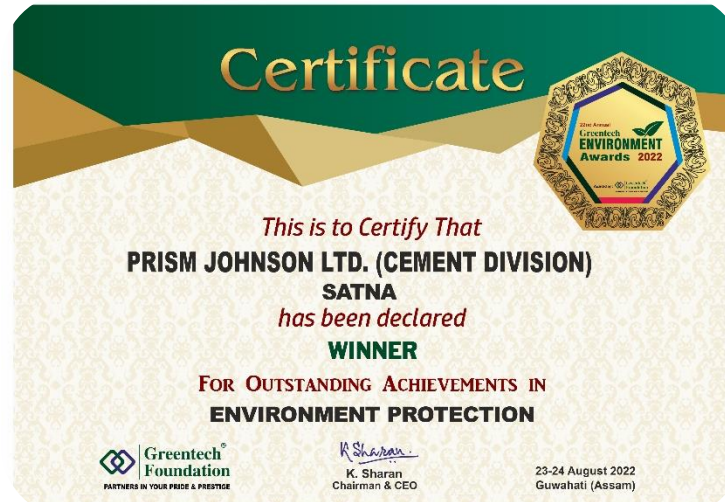 Certificate
22nd Annual
Greentech
ENVIRONMENT
Awards 2022
Greentech
Foundation
This is to Certify That
PRISM JOHNSON LTD. (CEMENT DIVISION)
SATNA
has been declared
WINNER
FOR OUTSTANDING ACHIEVEMENTS IN
ENVIRONMENT PROTECTION
Greentech®
Foundation
PARTNERS IN YOUR PRIDE & PRESTIGE
K Sharan.
K. Sharan
Chairman & CEO
23-24 August 2022
Guwahati (Assam)